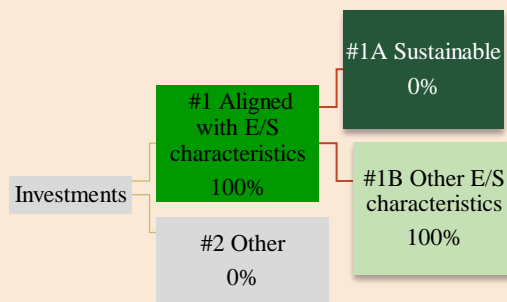 Investments
#1 Aligned
with E/S
characteristics
100%
#2 Other
0%
#1A Sustainable
0%
#1B Other E/S
characteristics
100%